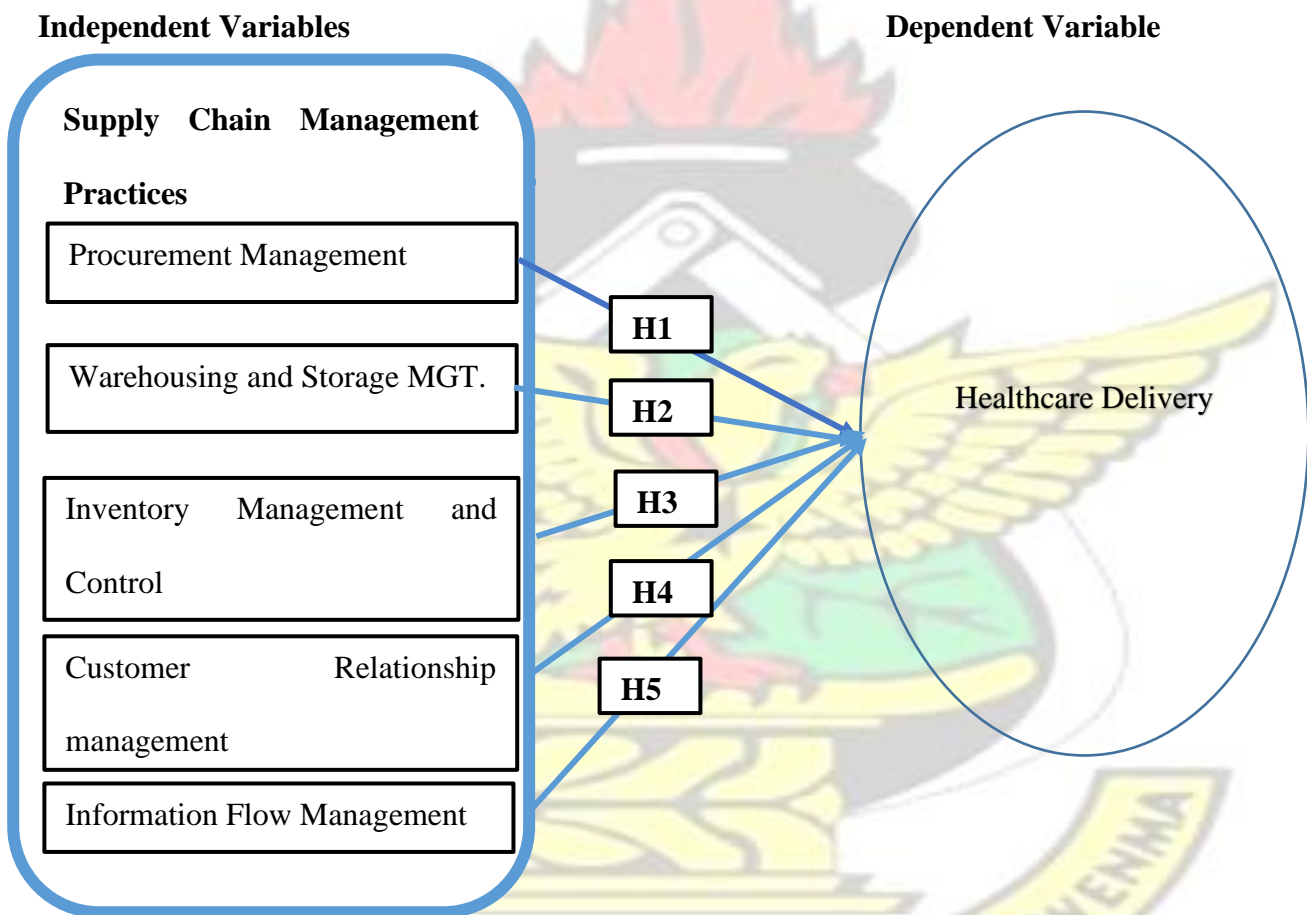 Independent Variables
Dependent Variable
Supply Chain Management
Practices
Procurement Management
Warehousing and Storage MGT.
Inventory Management and
Control
Customer Relationship
management
Information Flow Management
H1
H2
H3
H4
H5
Healthcare Delivery